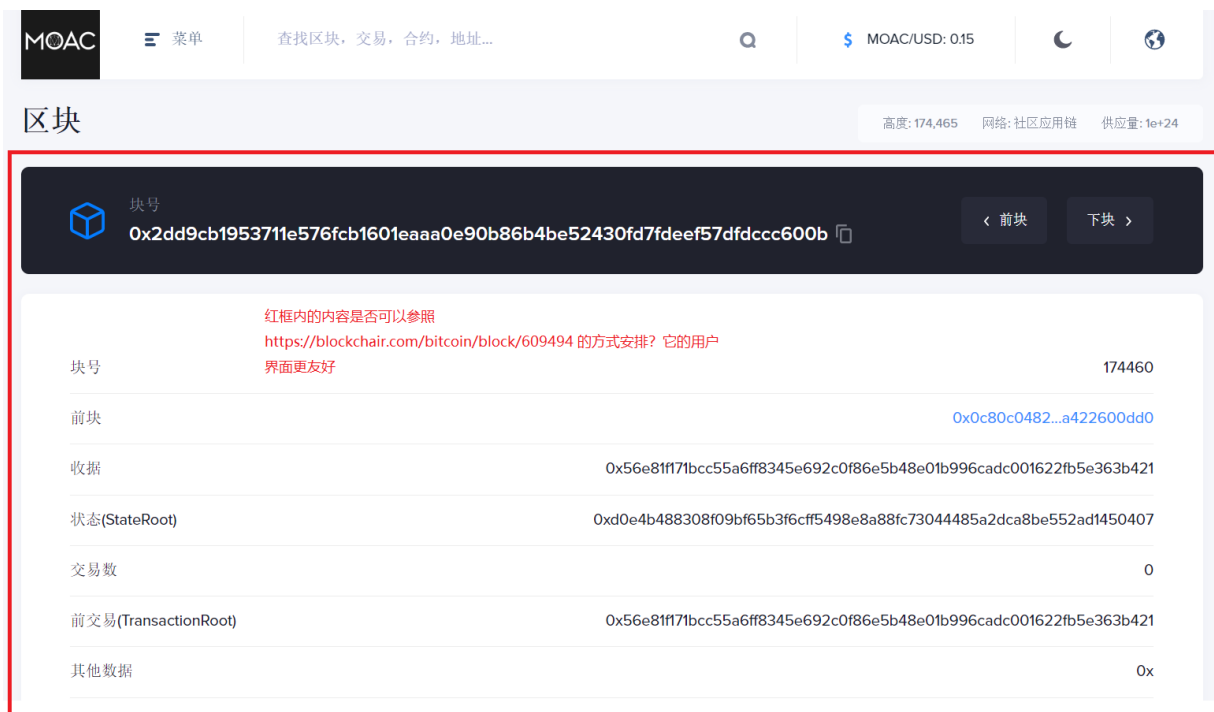 MOAC
菜单
查找区块，交易，合约，地址...
$ MOAC/USD: 0.15
区块
高度: 174,465 网络: 社区应用链 供应量: 1e+24
块号
0x2dd9cb1953711e576fcb1601eaaa0e90b86b4be52430fd7fdeef57dfdccc600b
‹ 前块
下块 ›
红框内的内容是否可以参照
https://blockchair.com/bitcoin/block/609494 的方式安排？它的用户
界面更友好
块号 174460
前块 0x0c80c0482...a422600dd0
收据 0x56e81f171bcc55a6ff8345e692c0f86e5b48e01b996cadc001622fb5e363b421
状态(StateRoot) 0xd0e4b488308f09bf65b3f6cff5498e8a88fc73044485a2dca8be552ad1450407
交易数 0
前交易(TransactionRoot) 0x56e81f171bcc55a6ff8345e692c0f86e5b48e01b996cadc001622fb5e363b421
其他数据 0x